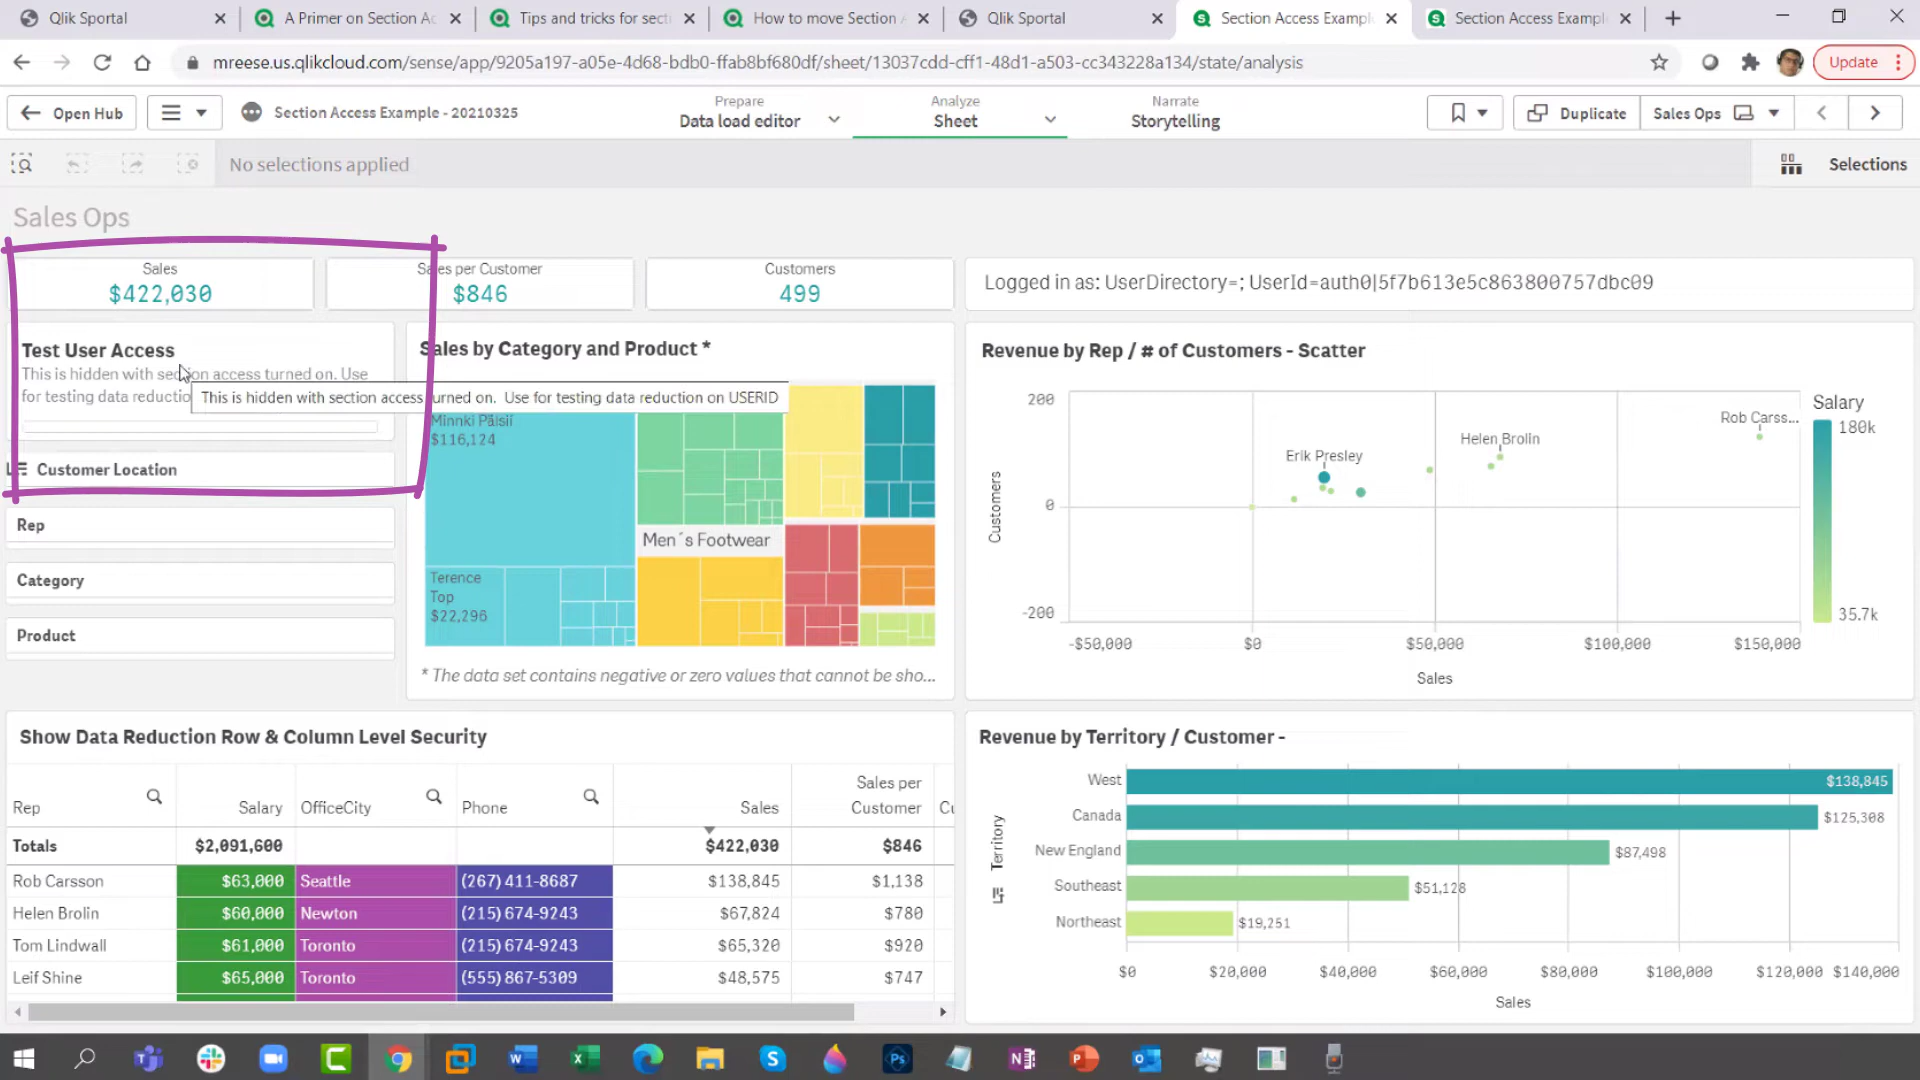 Qlik Sportal
A Primer on Section Ac
Tips and tricks for secti
How to move Section A
Qlik Sportal
Section Access Example
Section Access Example
mreese.us.qlikcloud.com/sense/app/9205a197-a05e-4d68-bdb0-ffab8bf680df/sheet/13037cdd-cff1-48d1-a503-cc343228a134/state/analysis
Update
Open Hub
Section Access Example - 20210325
Prepare
Data load editor
Analyze
Sheet
Narrate
Storytelling
Duplicate
Sales Ops
No selections applied
Selections
Sales Ops
Sales
$422,030
Sales per Customer
$846
Customers
499
Logged in as: UserDirectory=; UserId=auth0|5f7b613e5c863800757dbc09
Test User Access
This is hidden with section access turned on. Use
for testing data reductio
This is hidden with section access turned on. Use for testing data reduction on USERID
Customer Location
Rep
Category
Product
Sales by Category and Product *
Minnki Pälsii
$116,124
Terence
Top
$22,296
Men´s Footwear
* The data set contains negative or zero values that cannot be sho...
Revenue by Rep / # of Customers - Scatter
200
0
-200
Customers
Erik Presley
Helen Brolin
Rob Carss...
-$50,000
$0
$50,000
$100,000
$150,000
Sales
Salary
180k
35.7k
Show Data Reduction Row & Column Level Security
Rep Salary OfficeCity Phone Sales Sales per Customer Cu
Totals $2,091,600 $422,030 $846
Rob Carsson $63,000 Seattle (267) 411-8687 $138,845 $1,138
Helen Brolin $60,000 Newton (215) 674-9243 $67,824 $780
Tom Lindwall $61,000 Toronto (215) 674-9243 $65,320 $920
Leif Shine $65,000 Toronto (555) 867-5309 $48,575 $747
Revenue by Territory / Customer -
Territory
West $138,845
Canada $125,308
New England $87,498
Southeast $51,128
Northeast $19,251
$0 $20,000 $40,000 $60,000 $80,000 $100,000 $120,000 $140,000
Sales